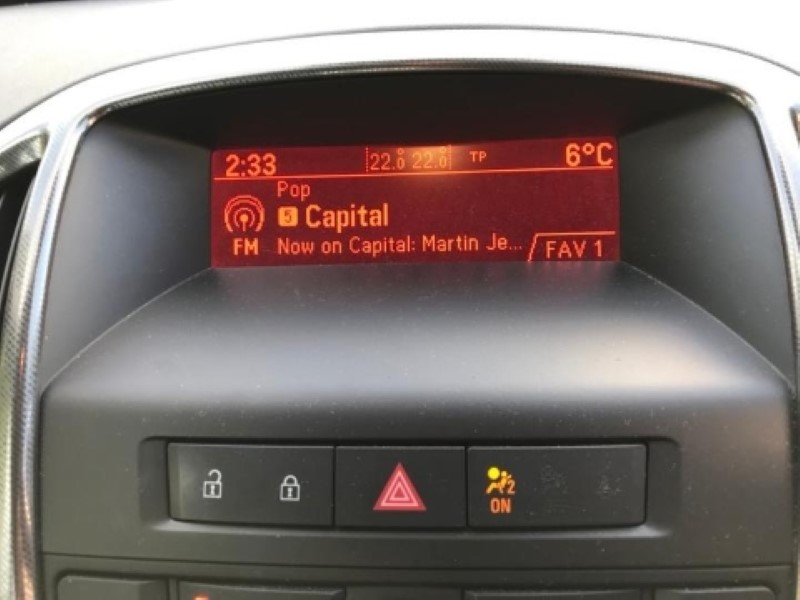 2:33 22.0 22.0 TP 6°C
Pop
5 Capital
FM Now on Capital: Martin Je... FAV 1
2
ON